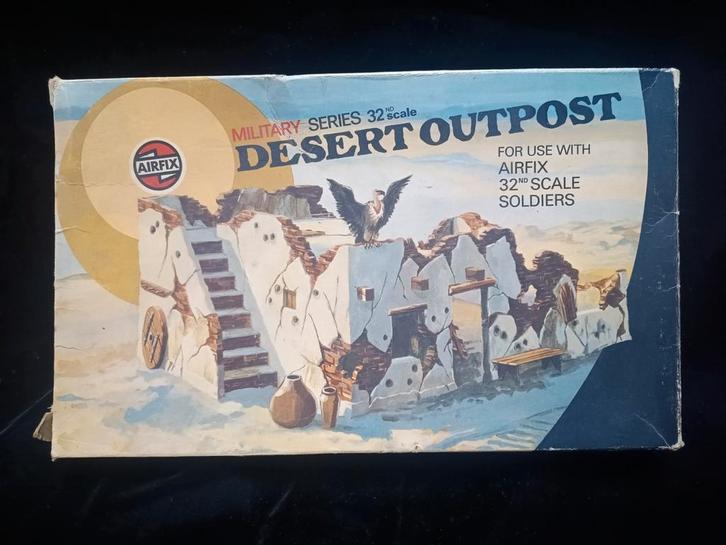 MILITARY SERIES 32ND scale
DESERT OUTPOST
AIRFIX
FOR USE WITH
AIRFIX
32ND SCALE
SOLDIERS